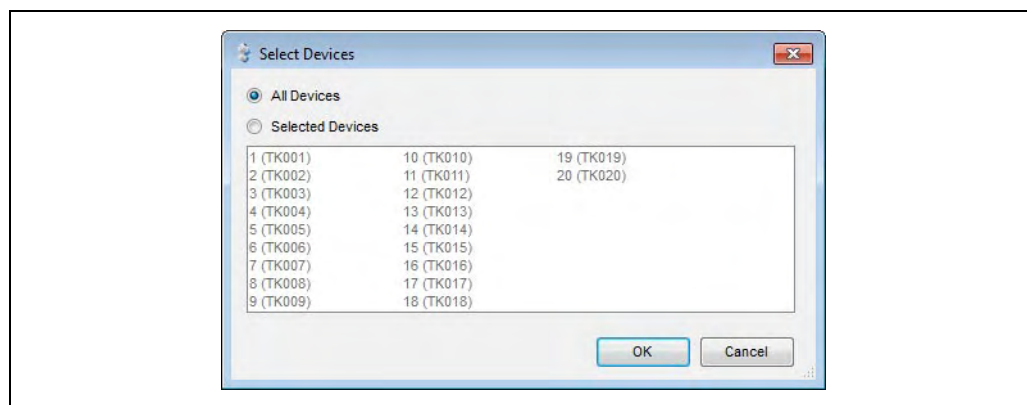 Select Devices
All Devices
Selected Devices
1 (TK001)
2 (TK002)
3 (TK003)
4 (TK004)
5 (TK005)
6 (TK006)
7 (TK007)
8 (TK008)
9 (TK009)
10 (TK010)
11 (TK011)
12 (TK012)
13 (TK013)
14 (TK014)
15 (TK015)
16 (TK016)
17 (TK017)
18 (TK018)
19 (TK019)
20 (TK020)
OK
Cancel